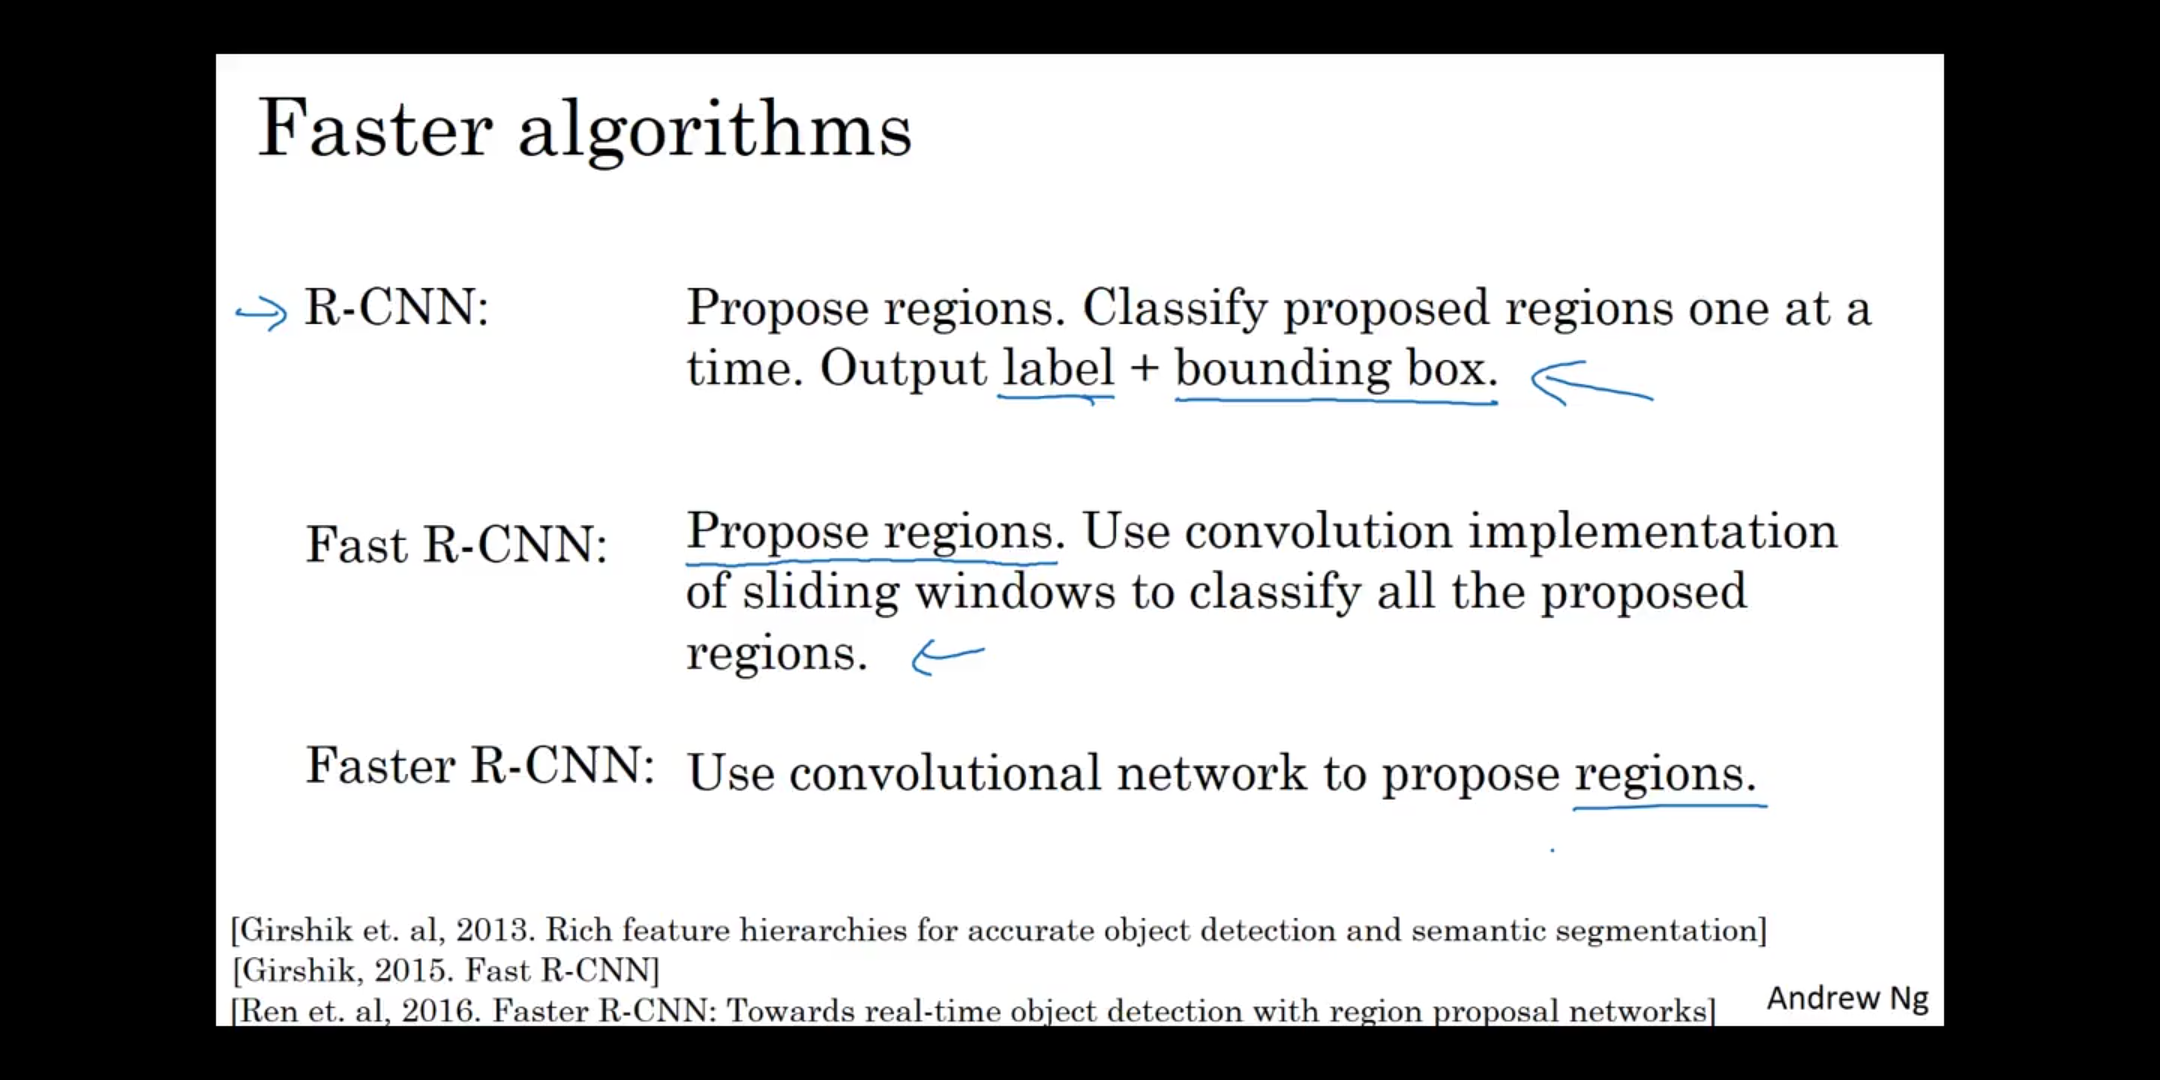 Faster algorithms
R-CNN: Propose regions. Classify proposed regions one at a
time. Output label + bounding box.
Fast R-CNN: Propose regions. Use convolution implementation
of sliding windows to classify all the proposed
regions.
Faster R-CNN: Use convolutional network to propose regions.
[Girshik et. al, 2013. Rich feature hierarchies for accurate object detection and semantic segmentation]
[Girshik, 2015. Fast R-CNN]
[Ren et. al, 2016. Faster R-CNN: Towards real-time object detection with region proposal networks]
Andrew Ng